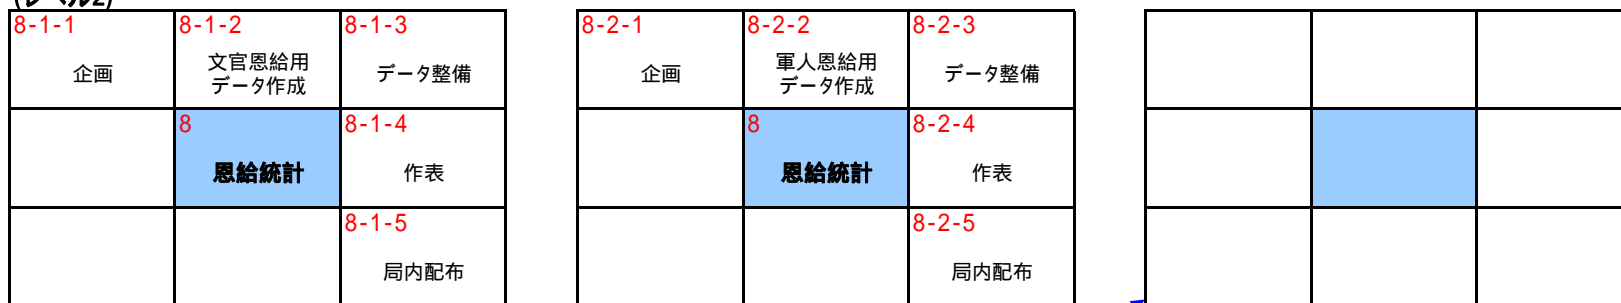 (レベル2)
8-1-1
企画
8-1-2
文官恩給用
データ作成
8-1-3
データ整備
8
恩給統計
8-1-4
作表
8-1-5
局内配布
8-2-1
企画
8-2-2
軍人恩給用
データ作成
8-2-3
データ整備
8
恩給統計
8-2-4
作表
8-2-5
局内配布